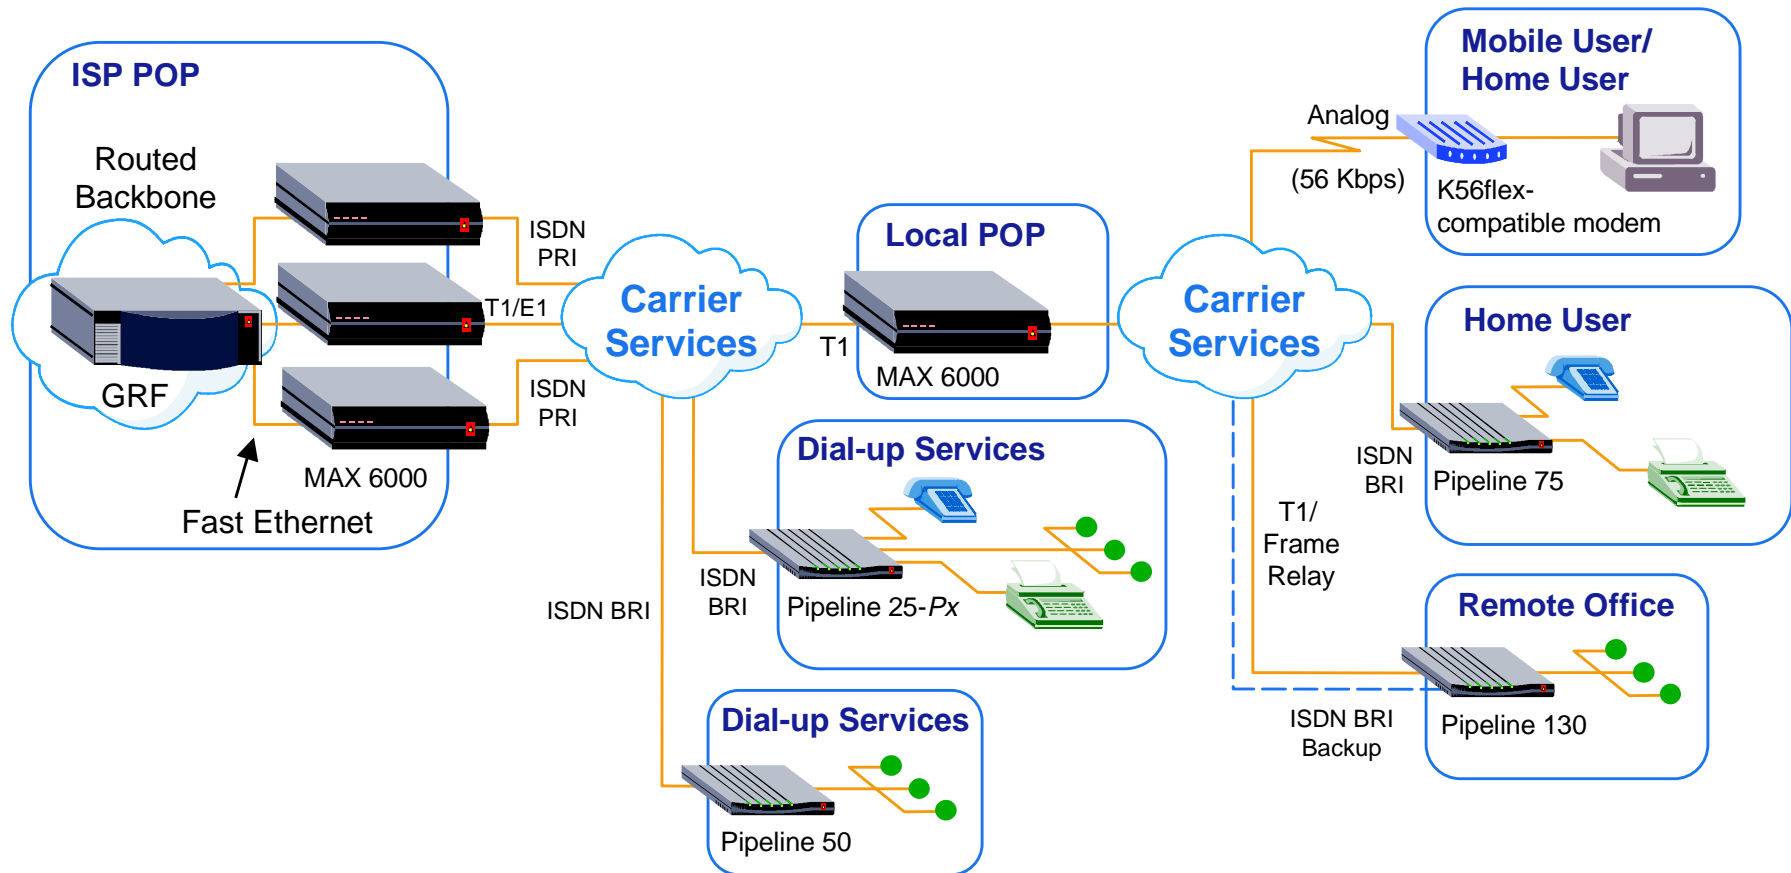 ISP POP
Routed
Backbone
GRF
MAX 6000
Fast Ethernet
ISDN
PRI
T1/E1
ISDN
PRI
Carrier
Services
T1
Local POP
MAX 6000
Dial-up Services
ISDN
BRI
Pipeline 25-Px
ISDN BRI
Dial-up Services
Pipeline 50
Carrier
Services
Analog
(56 Kbps)
Mobile User/
Home User
K56flex-
compatible modem
Home User
ISDN
BRI
Pipeline 75
T1/
Frame
Relay
Remote Office
ISDN BRI
Backup
Pipeline 130